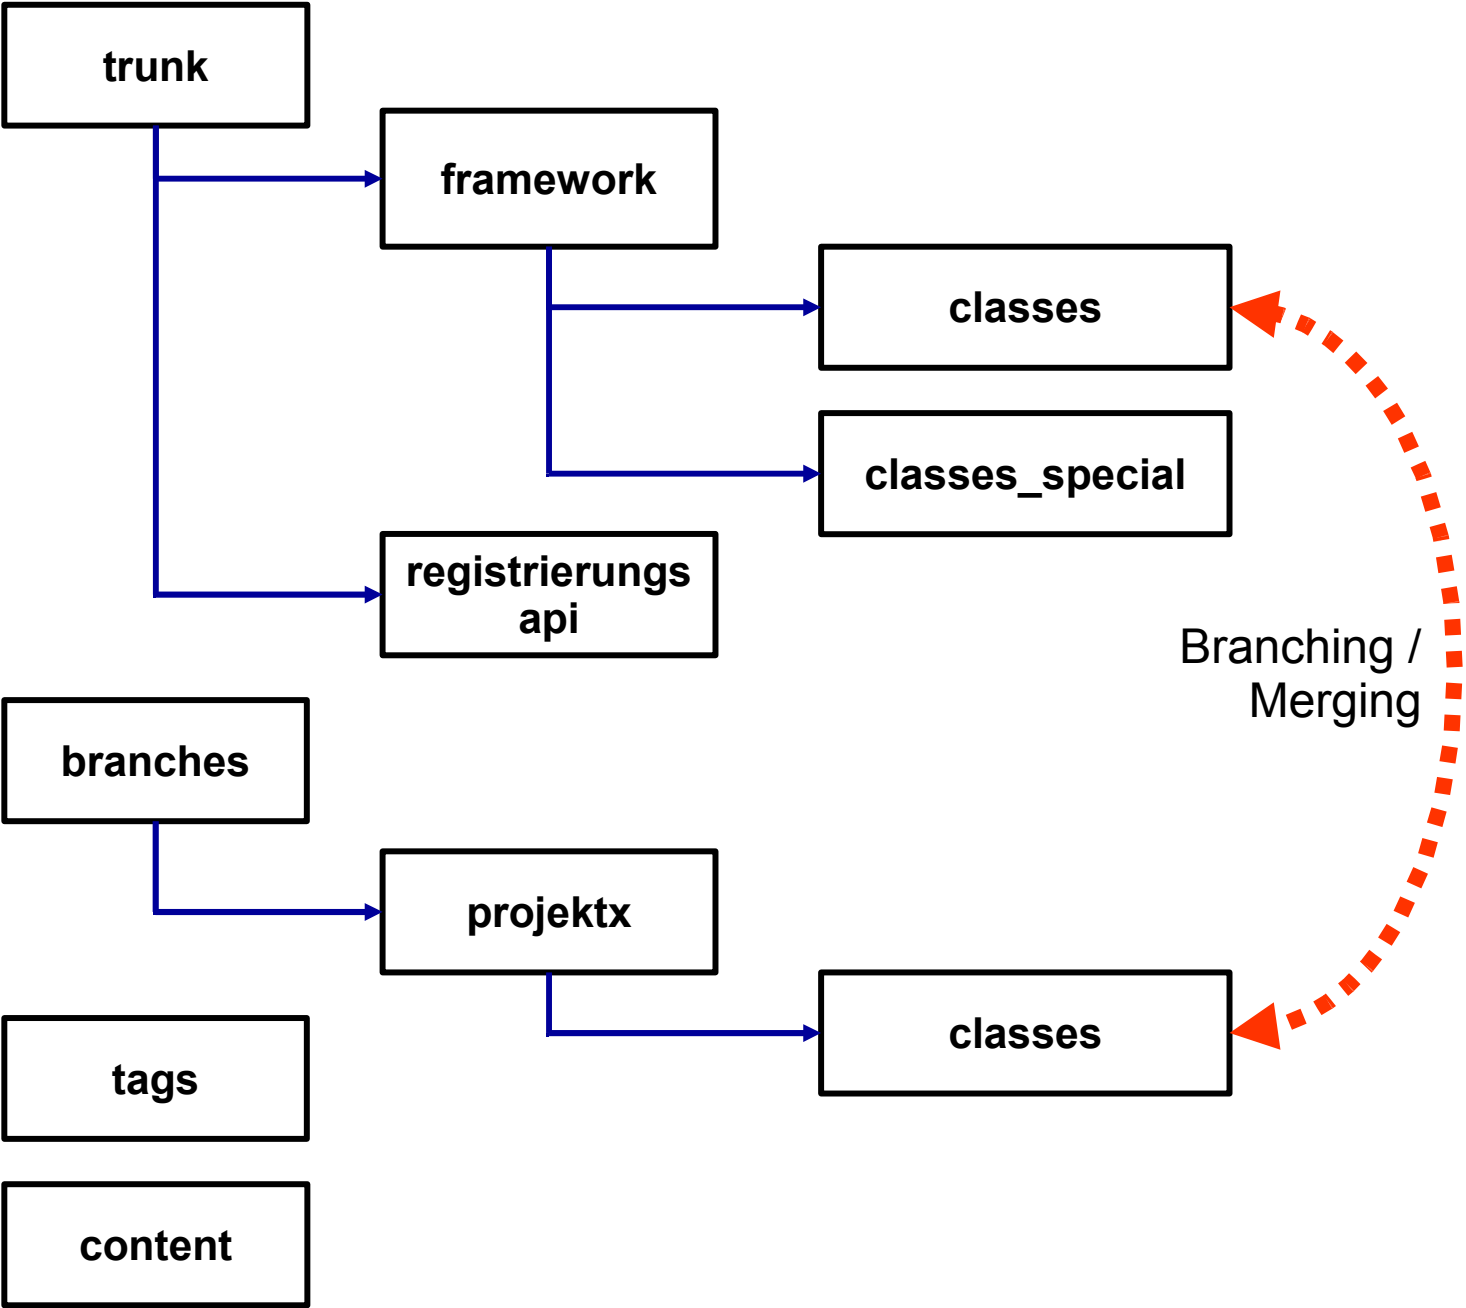 trunk
framework
classes
classes_special
registrierungs
api
Branching /
Merging
branches
projektx
classes
tags
content